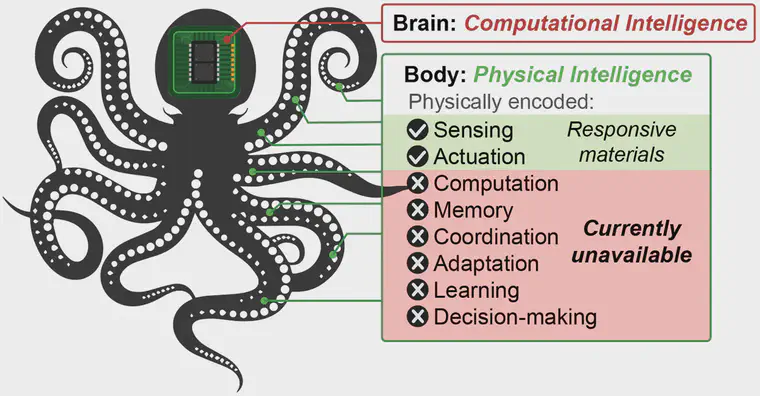 Brain: Computational Intelligence
Body: Physical Intelligence
Physically encoded:
Sensing
Actuation
Responsive
materials
Computation
Memory
Coordination
Adaptation
Learning
Decision-making
Currently
unavailable